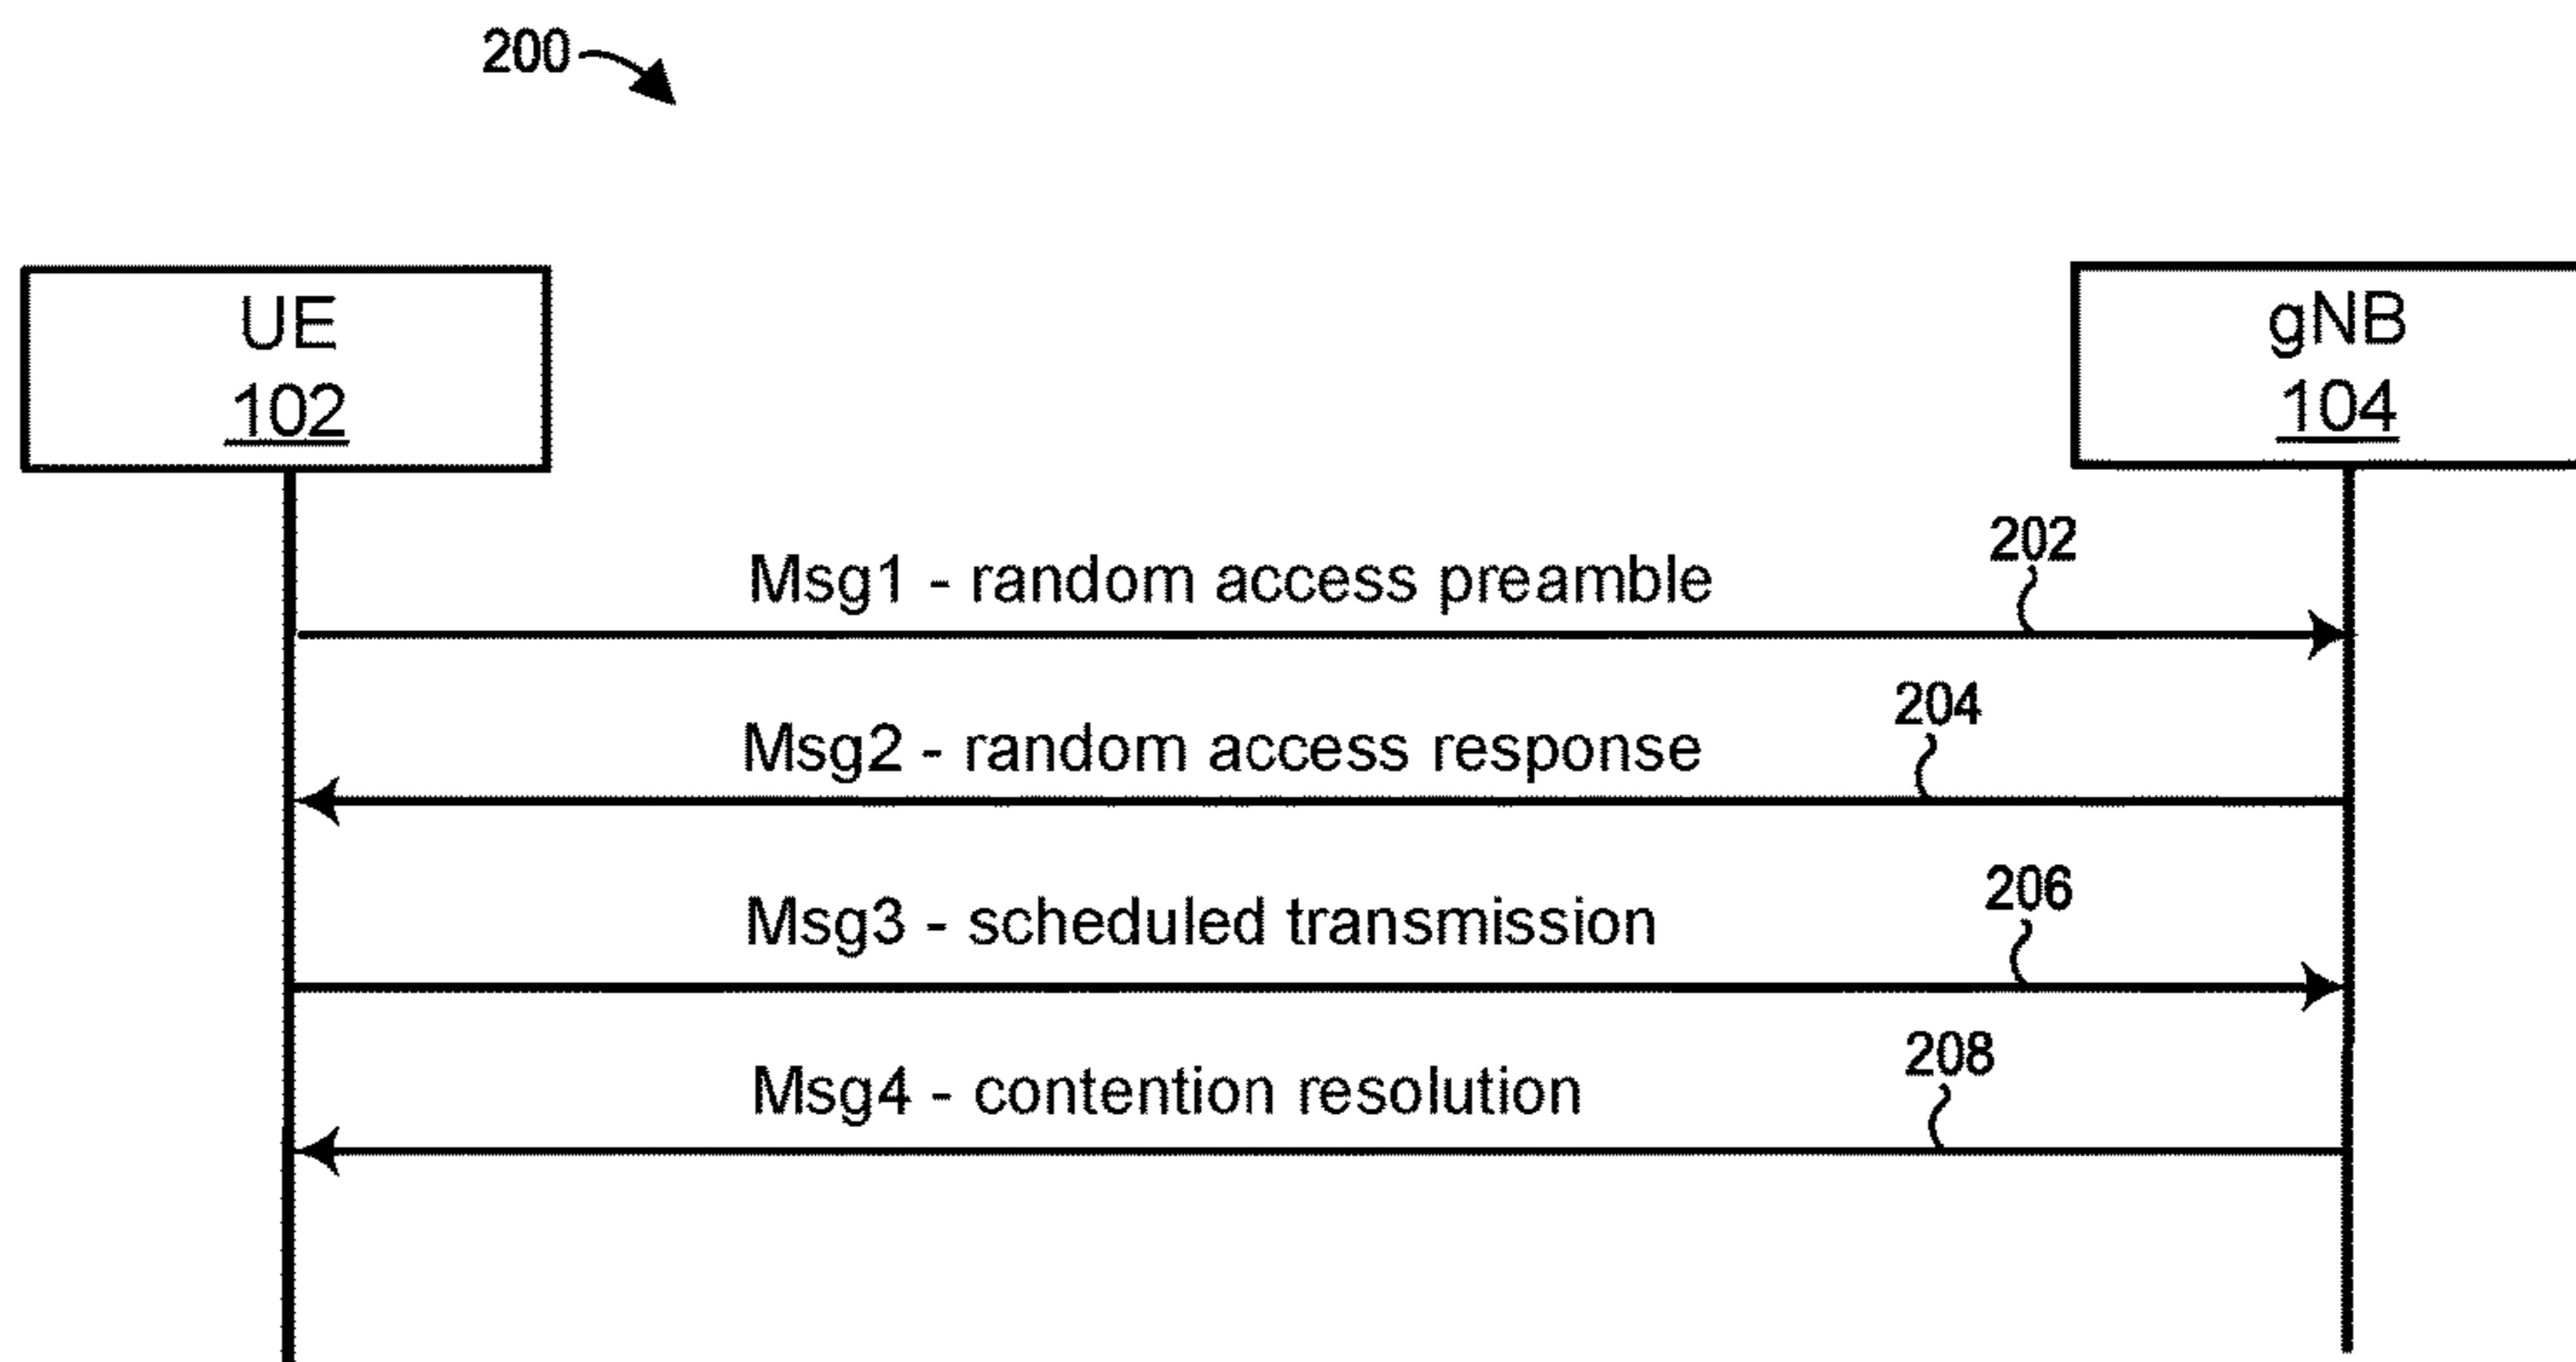 200
UE
102
gNB
104
202
Msg1 - random access preamble
204
Msg2 - random access response
206
Msg3 - scheduled transmission
208
Msg4 - contention resolution